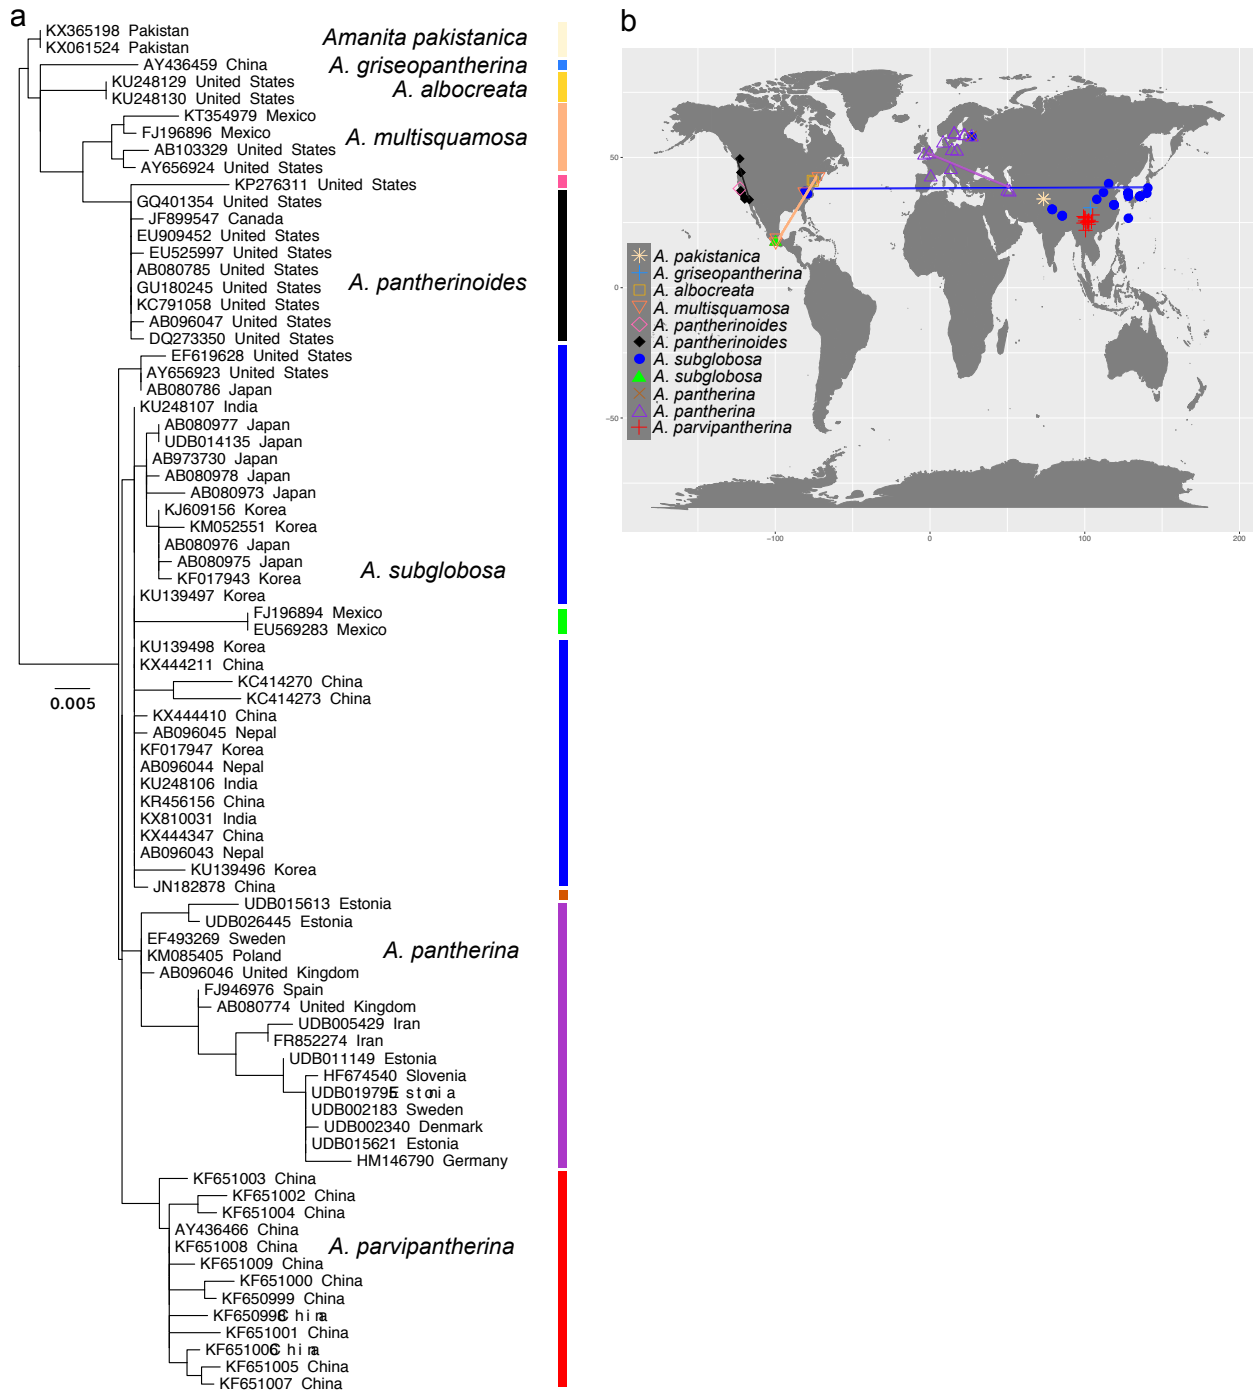 a
KX365198 Pakistan
KX061524 Pakistan
Amanita pakistanica
AY436459 China
A. griseopantherina
KU248129 United States
KU248130 United States
A. albocreata
KT354979 Mexico
FJ196896 Mexico
A. multisquamosa
AB103329 United States
AY656924 United States
KP276311 United States
GQ401354 United States
JF899547 Canada
EU909452 United States
EU525997 United States
AB080785 United States
A. pantherinoides
GU180245 United States
KC791058 United States
AB096047 United States
DQ273350 United States
EF619628 United States
AY656923 United States
AB080786 Japan
KU248107 India
AB080977 Japan
UDB014135 Japan
AB973730 Japan
AB080978 Japan
AB080973 Japan
KJ609156 Korea
KM052551 Korea
AB080976 Japan
AB080975 Japan
A. subglobosa
KF017943 Korea
KU139497 Korea
FJ196894 Mexico
EU569283 Mexico
KU139498 Korea
KX444211 China
KC414270 China
KC414273 China
0.005
KX444410 China
AB096045 Nepal
KF017947 Korea
AB096044 Nepal
KU248106 India
KR456156 China
KX810031 India
KX444347 China
AB096043 Nepal
KU139496 Korea
JN182878 China
UDB015613 Estonia
UDB026445 Estonia
EF493269 Sweden
A. pantherina
KM085405 Poland
AB096046 United Kingdom
FJ946976 Spain
AB080774 United Kingdom
UDB005429 Iran
FR852274 Iran
UDB011149 Estonia
HF674540 Slovenia
UDB019795 Estonia
UDB002183 Sweden
UDB002340 Denmark
UDB015621 Estonia
HM146790 Germany
KF651003 China
KF651002 China
KF651004 China
AY436466 China
KF651008 China
A. parvipantherina
KF651009 China
KF651000 China
KF650999 China
KF650998 China
KF651001 China
KF651006 China
KF651005 China
KF651007 China
b
50
0
−50
−100
0
100
200
A. pakistanica
A. griseopantherina
A. albocreata
A. multisquamosa
A. pantherinoides
A. pantherinoides
A. subglobosa
A. subglobosa
A. pantherina
A. pantherina
A. parvipantherina